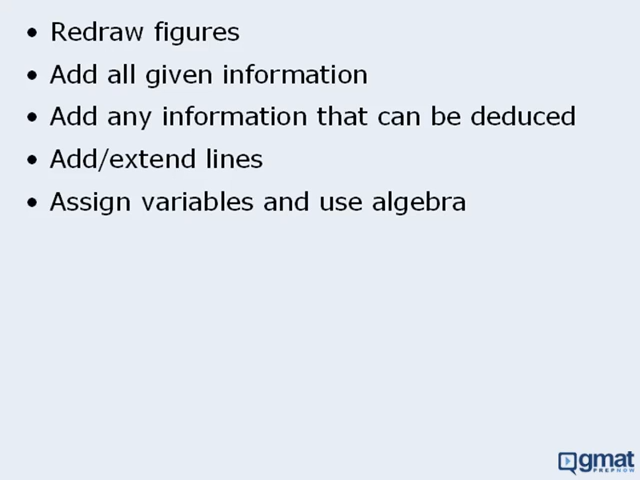 • Redraw figures
• Add all given information
• Add any information that can be deduced
• Add/extend lines
• Assign variables and use algebra
gmat
PREPNOW